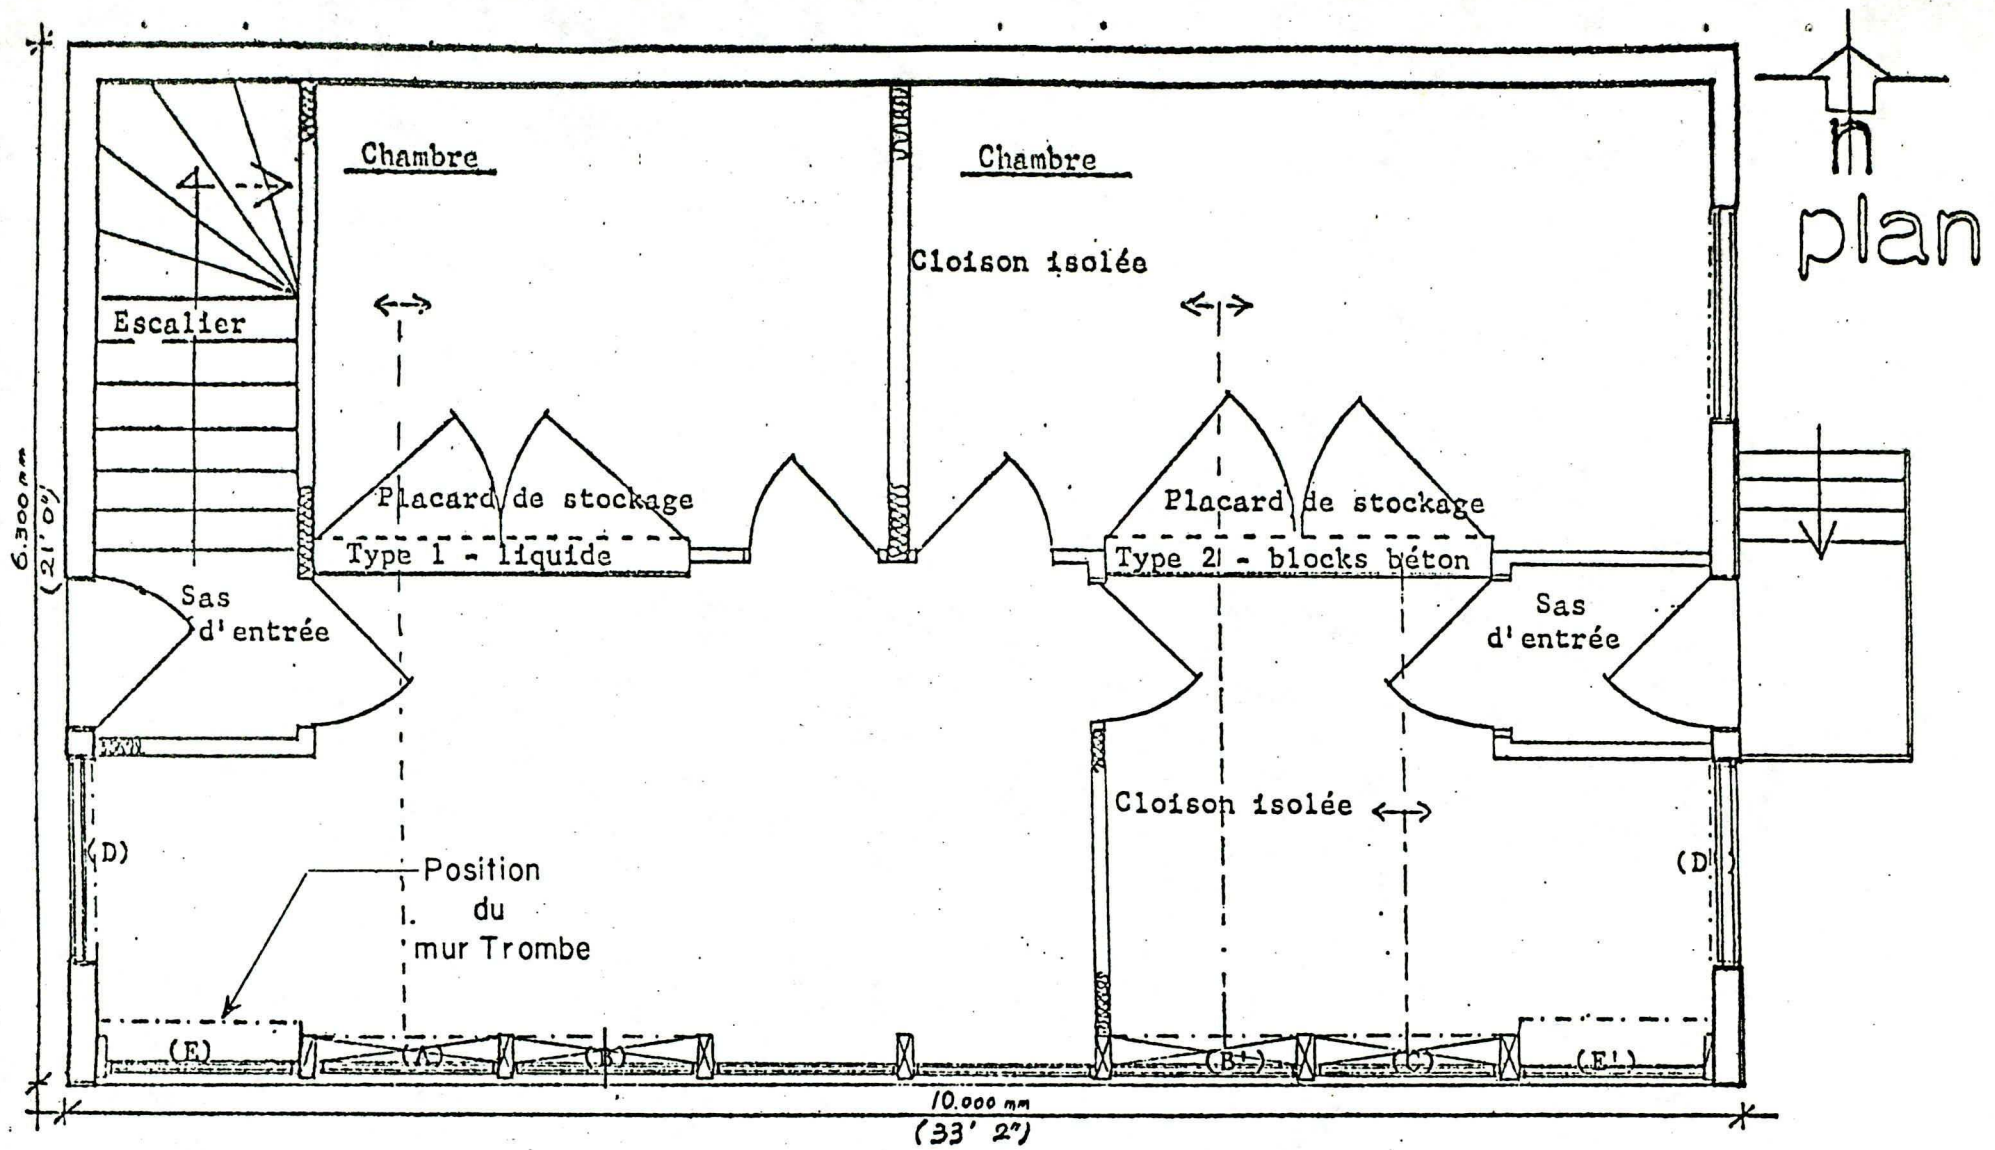 n
plan
Chambre
Chambre
Cloison isolée
Escalier
Placard de stockage
Type 1 - liquide
Placard de stockage
Type 2 - blocks béton
Sas
d'entrée
Sas
d'entrée
6.300 mm
(21' 0")
Cloison isolée
(D)
(D')
Position
du
mur Trombe
(E)
(A)
(B)
(B')
(C)
(E')
10.000 mm
(33' 2")